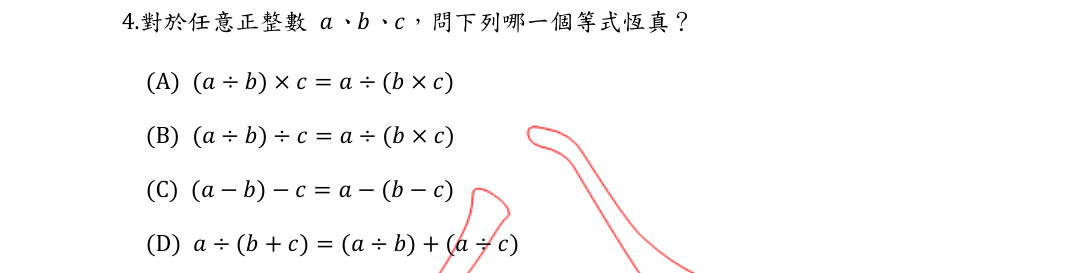 4.對於任意正整數 a、b、c，問下列哪一個等式恆真？
(A) (a ÷ b) × c = a ÷ (b × c)
(B) (a ÷ b) ÷ c = a ÷ (b × c)
(C) (a − b) − c = a − (b − c)
(D) a ÷ (b + c) = (a ÷ b) + (a ÷ c)